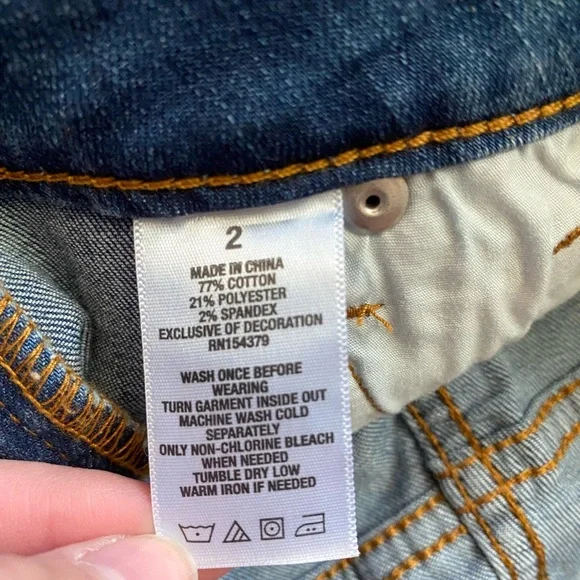 2
MADE IN CHINA
77% COTTON
21% POLYESTER
2% SPANDEX
EXCLUSIVE OF DECORATION
RN154379
WASH ONCE BEFORE
WEARING
TURN GARMENT INSIDE OUT
MACHINE WASH COLD
SEPARATELY
ONLY NON-CHLORINE BLEACH
WHEN NEEDED
TUMBLE DRY LOW
WARM IRON IF NEEDED